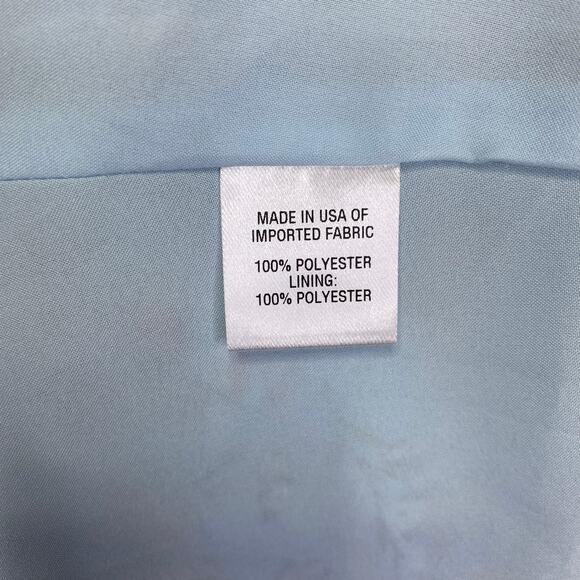 MADE IN USA OF
IMPORTED FABRIC
100% POLYESTER
LINING:
100% POLYESTER